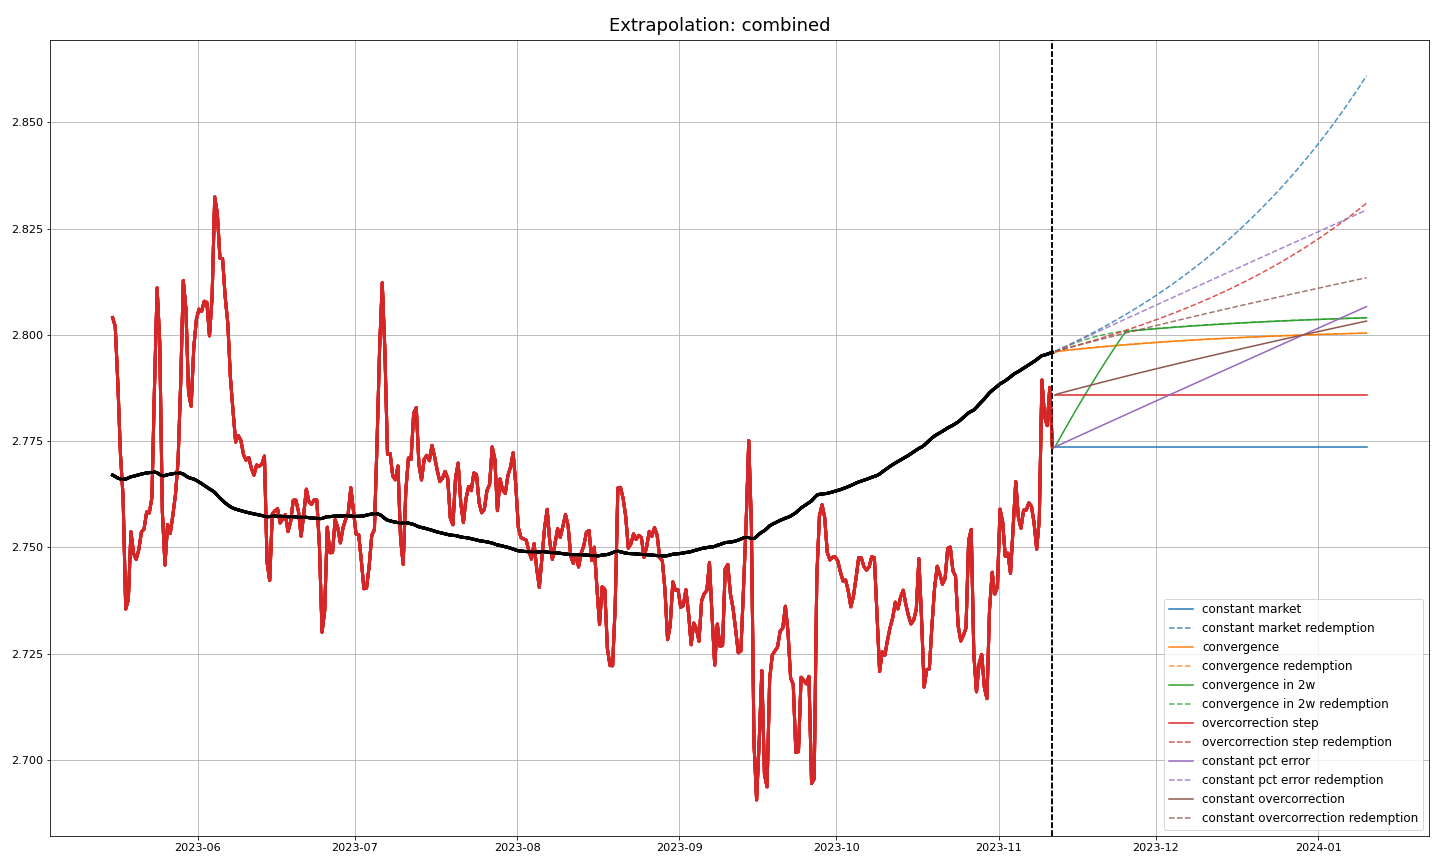 Extrapolation: combined
2.850
2.825
2.800
2.775
2.750
2.725
2.700
2023-06
2023-07
2023-08
2023-09
2023-10
2023-11
2023-12
2024-01
constant market
constant market redemption
convergence
convergence redemption
convergence in 2w
convergence in 2w redemption
overcorrection step
overcorrection step redemption
constant pct error
constant pct error redemption
constant overcorrection
constant overcorrection redemption